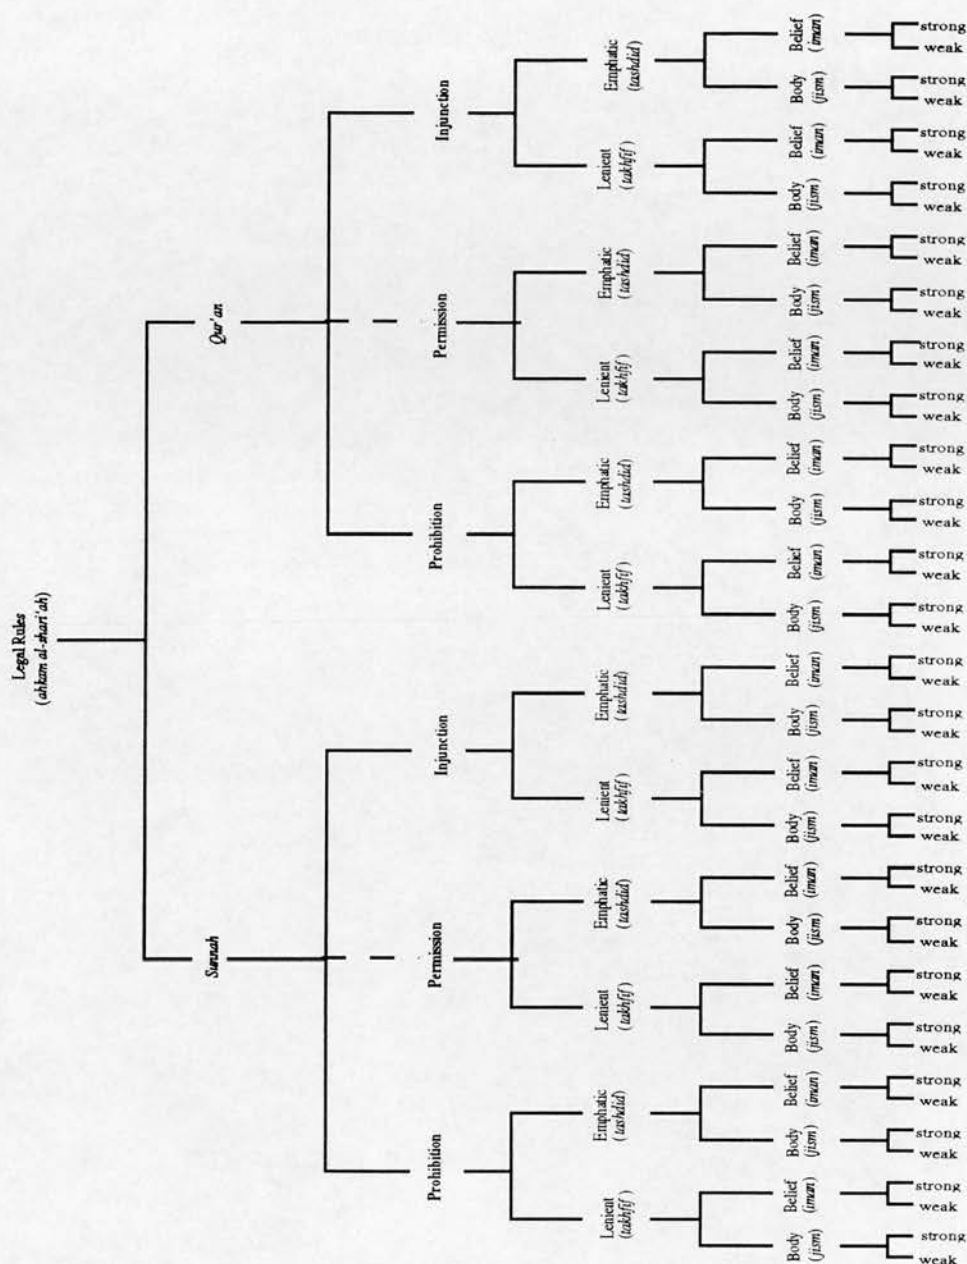 Legal Rules
(ahkam al-shari'ah)
Qur'an
Sunnah
Injunction
Permission
Prohibition
Injunction
Permission
Prohibition
Emphatic
(tashdid)
Lenient
(takhfif)
Emphatic
(tashdid)
Lenient
(takhfif)
Emphatic
(tashdid)
Lenient
(takhfif)
Emphatic
(tashdid)
Lenient
(takhfif)
Emphatic
(tashdid)
Lenient
(takhfif)
Emphatic
(tashdid)
Lenient
(takhfif)
Belief
(iman)
Body
(jism)
Belief
(iman)
Body
(jism)
Belief
(iman)
Body
(jism)
Belief
(iman)
Body
(jism)
Belief
(iman)
Body
(jism)
Belief
(iman)
Body
(jism)
Belief
(iman)
Body
(jism)
Belief
(iman)
Body
(jism)
Belief
(iman)
Body
(jism)
Belief
(iman)
Body
(jism)
Belief
(iman)
Body
(jism)
Belief
(iman)
Body
(jism)
strong
weak
strong
weak
strong
weak
strong
weak
strong
weak
strong
weak
strong
weak
strong
weak
strong
weak
strong
weak
strong
weak
strong
weak
strong
weak
strong
weak
strong
weak
strong
weak
strong
weak
strong
weak
strong
weak
strong
weak
strong
weak
strong
weak
strong
weak
strong
weak